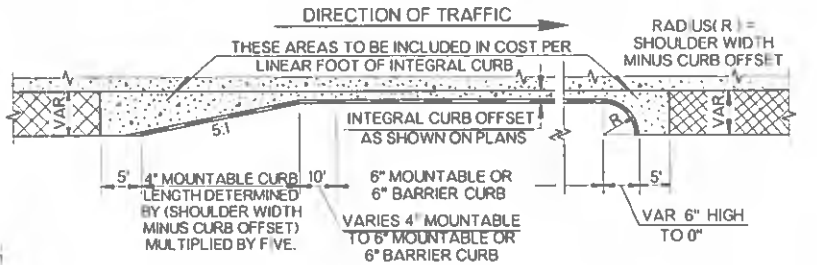 DIRECTION OF TRAFFIC
THESE AREAS TO BE INCLUDED IN COST PER
LINEAR FOOT OF INTEGRAL CURB
RADIUS(R) =
SHOULDER WIDTH
MINUS CURB OFFSET
VAR
5:1
INTEGRAL CURB OFFSET
AS SHOWN ON PLANS
R
VAR
5'
4" MOUNTABLE CURB
LENGTH DETERMINED
BY (SHOULDER WIDTH
MINUS CURB OFFSET)
MULTIPLIED BY FIVE.
10'
6" MOUNTABLE OR
6" BARRIER CURB
VARIES 4" MOUNTABLE
TO 6" MOUNTABLE OR
6" BARRIER CURB
5'
VAR 6" HIGH
TO 0"